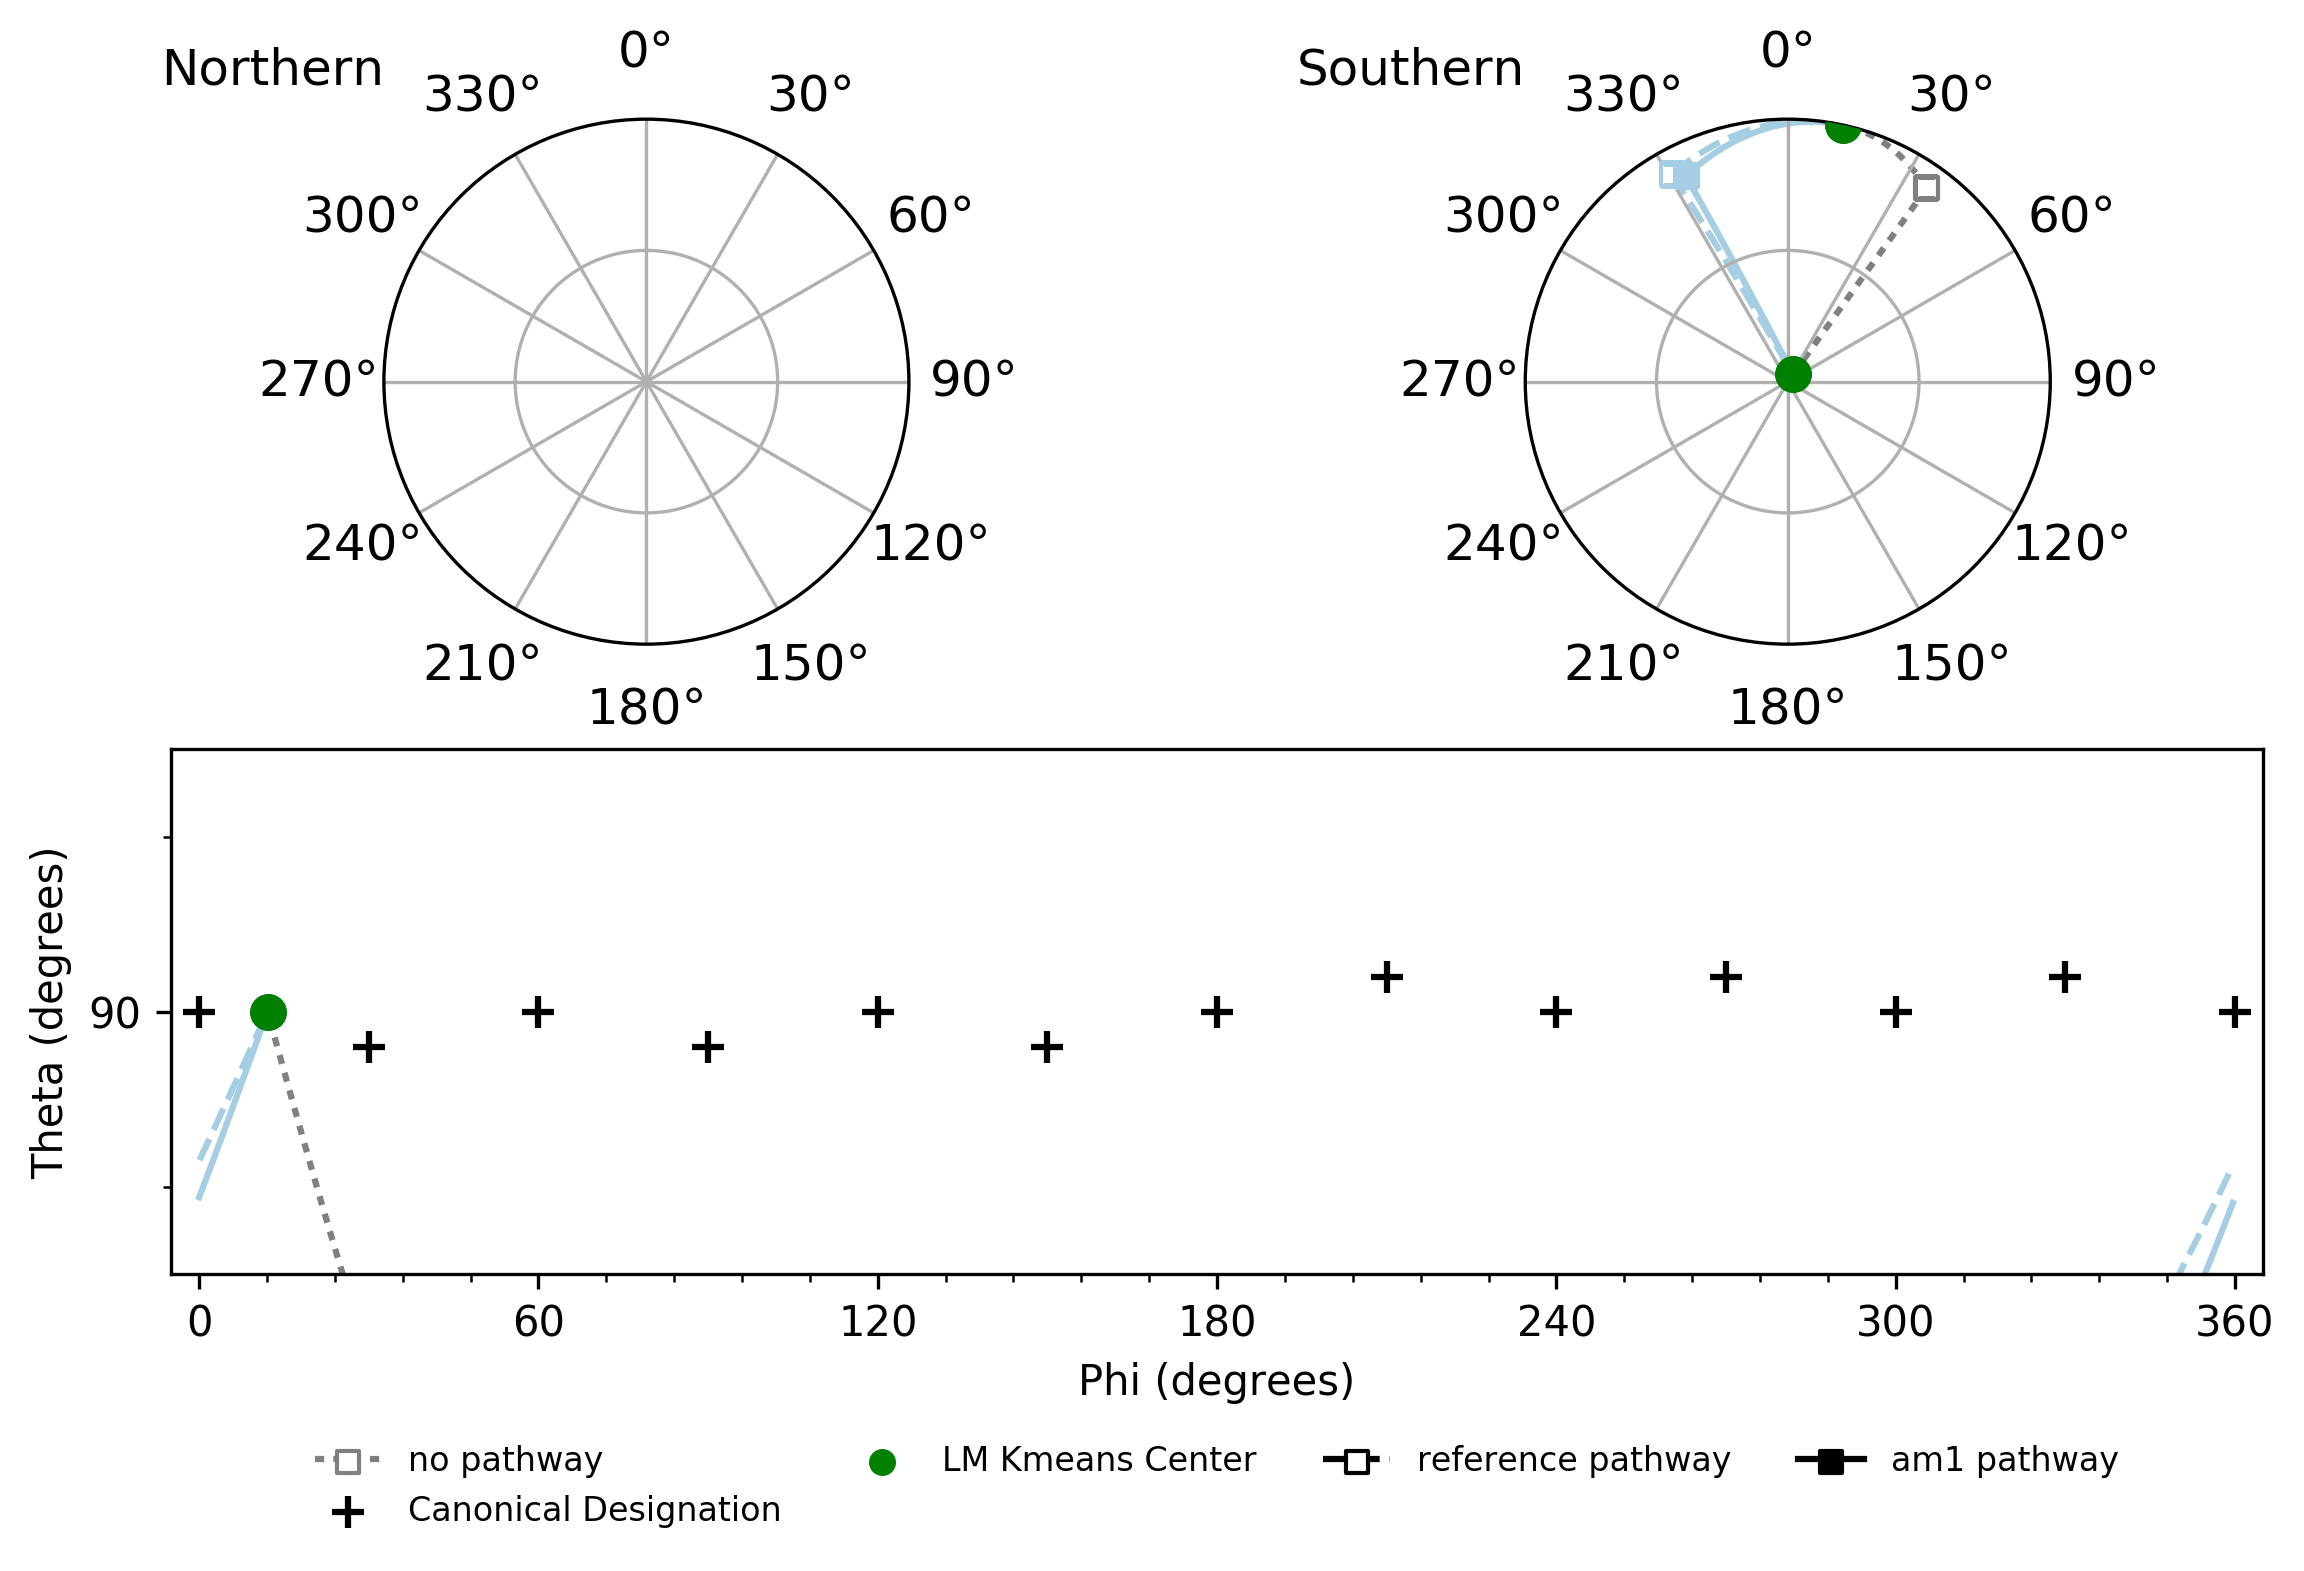 Northern
0°
30°
60°
90°
120°
150°
180°
210°
240°
270°
300°
330°
Southern
0°
30°
60°
90°
120°
150°
180°
210°
240°
270°
300°
330°
Theta (degrees)
90
0 60 120 180 240 300 360
Phi (degrees)
no pathway
Canonical Designation
LM Kmeans Center
reference pathway
am1 pathway